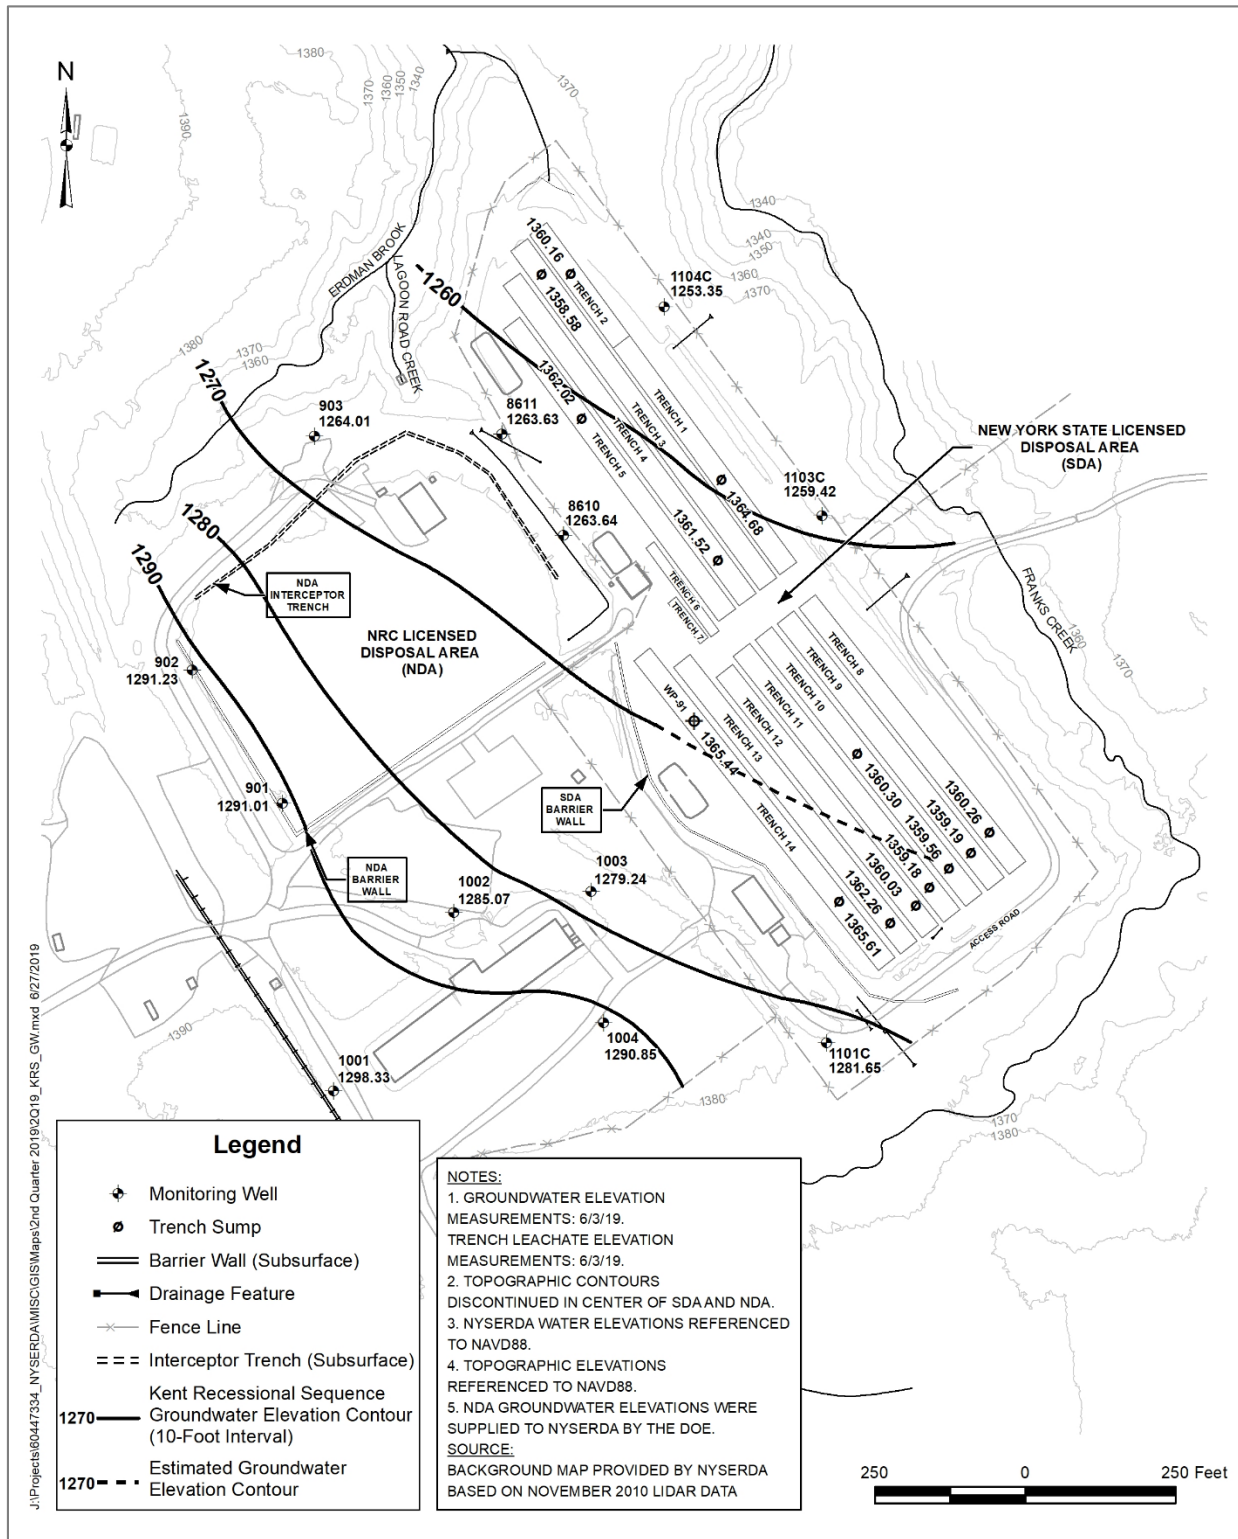 1380
1370
1360
1350
1340
1370
N
1390
1340
1340
1350
1360
1370
ERDMAN BROOK
LAGOON ROAD CREEK
1360.16
1358.58
TRENCH 2
1104C
1253.35
1260
1380
1370
1360
1270
1362.02
903
1264.01
8611
1263.63
TRENCH 1
TRENCH 3
TRENCH 4
TRENCH 5
NEW YORK STATE LICENSED
DISPOSAL AREA
(SDA)
1103C
1259.42
1364.68
8610
1263.64
1361.52
1280
1290
NDA
INTERCEPTOR
TRENCH
TRENCH 6
TRENCH 7
FRANKS CREEK
1360
1370
NRC LICENSED
DISPOSAL AREA
(NDA)
902
1291.23
TRENCH 8
TRENCH 9
TRENCH 10
TRENCH 11
TRENCH 12
TRENCH 13
WP-91
1365.44
TRENCH 14
901
1291.01
SDA
BARRIER
WALL
1360.30
1360.26
1359.19
1359.56
1359.18
1360.03
1362.26
1365.61
NDA
BARRIER
WALL
1002
1285.07
1003
1279.24
ACCESS ROAD
1390
1004
1290.85
1101C
1281.65
1001
1298.33
1380
1370
1380
Legend
Monitoring Well
Trench Sump
Barrier Wall (Subsurface)
Drainage Feature
Fence Line
Interceptor Trench (Subsurface)
Kent Recessional Sequence
1270 Groundwater Elevation Contour
(10-Foot Interval)
1270 Estimated Groundwater
Elevation Contour
NOTES:
1. GROUNDWATER ELEVATION
MEASUREMENTS: 6/3/19.
TRENCH LEACHATE ELEVATION
MEASUREMENTS: 6/3/19.
2. TOPOGRAPHIC CONTOURS
DISCONTINUED IN CENTER OF SDA AND NDA.
3. NYSERDA WATER ELEVATIONS REFERENCED
TO NAVD88.
4. TOPOGRAPHIC ELEVATIONS
REFERENCED TO NAVD88.
5. NDA GROUNDWATER ELEVATIONS WERE
SUPPLIED TO NYSERDA BY THE DOE.
SOURCE:
BACKGROUND MAP PROVIDED BY NYSERDA
BASED ON NOVEMBER 2010 LIDAR DATA
250 0 250 Feet
J:\Projects\60447334_NYSERDA\MISC\GIS\Maps\2nd Quarter 2019\2Q19_KRS_GW.mxd 6/27/2019